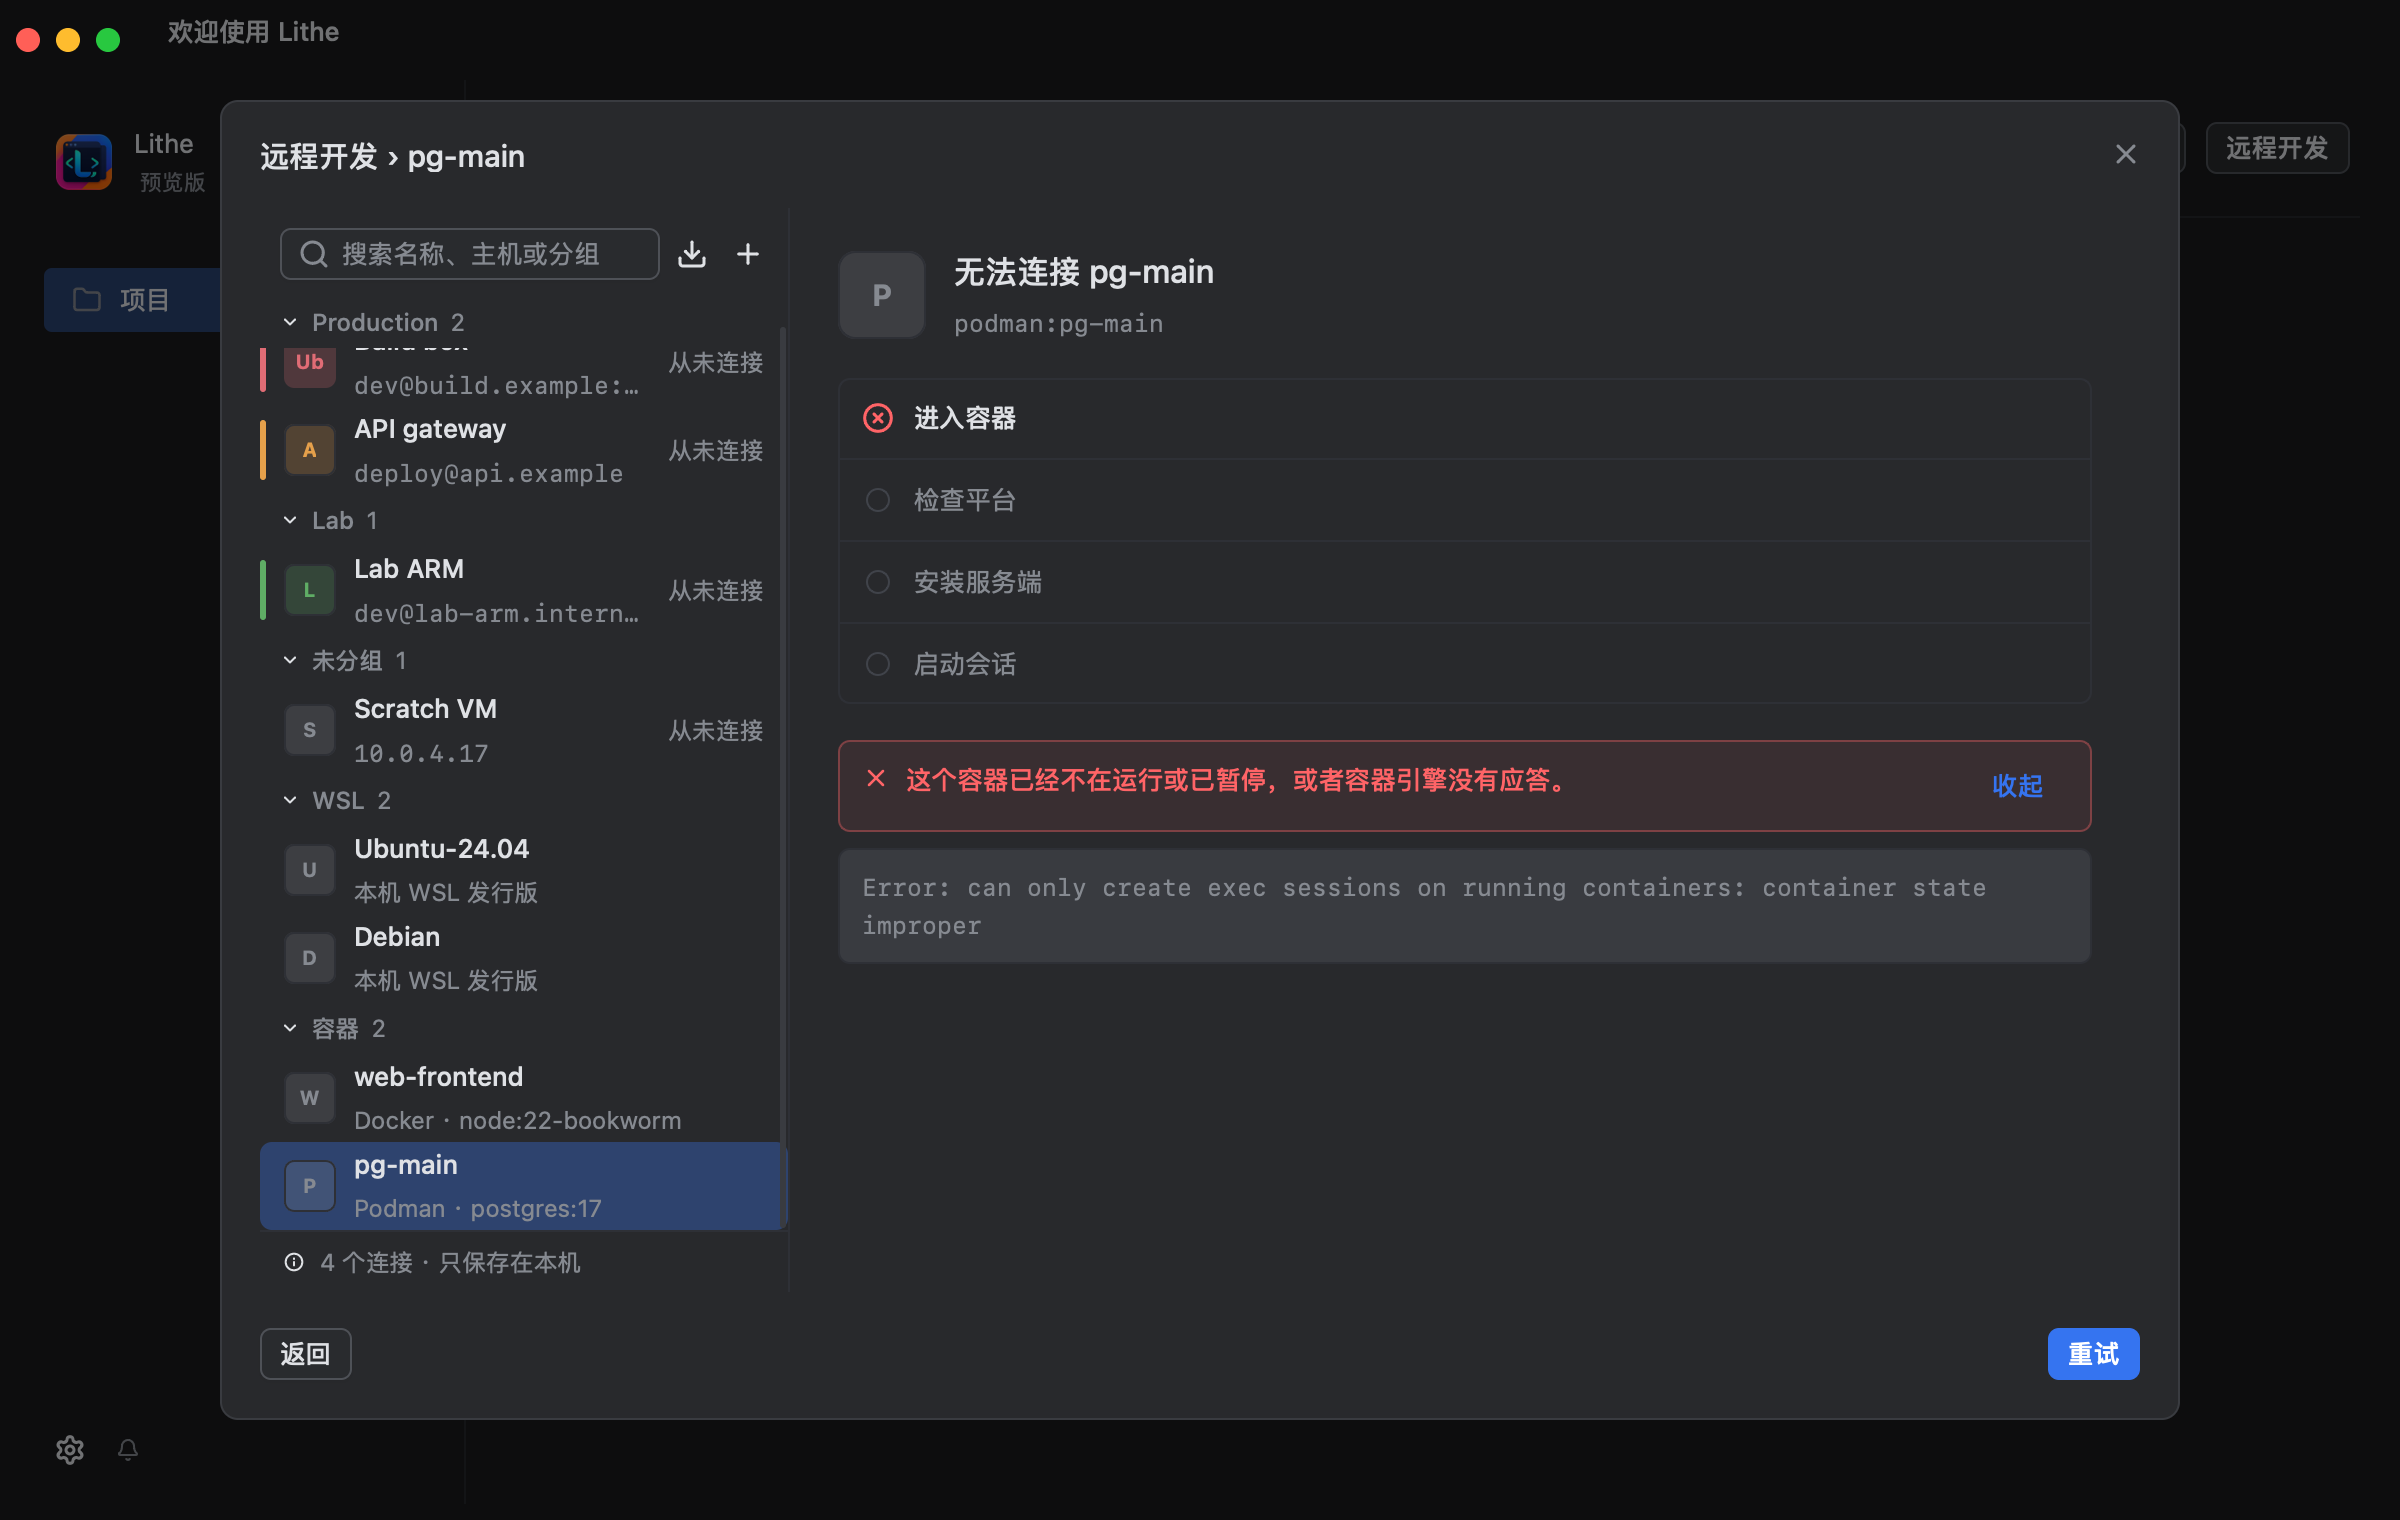 欢迎使用 Lithe
Lithe
预览版
远程开发
项目
远程开发 › pg-main
搜索名称、主机或分组
Production 2
Ub
从未连接
dev@build.example:…
A
API gateway
从未连接
deploy@api.example
Lab 1
L
Lab ARM
从未连接
dev@lab-arm.intern…
未分组 1
S
Scratch VM
从未连接
10.0.4.17
WSL 2
U
Ubuntu-24.04
本机 WSL 发行版
D
Debian
本机 WSL 发行版
容器 2
W
web-frontend
Docker · node:22-bookworm
P
pg-main
Podman · postgres:17
4 个连接 · 只保存在本机
P
无法连接 pg-main
podman:pg-main
进入容器
检查平台
安装服务端
启动会话
这个容器已经不在运行或已暂停，或者容器引擎没有应答。
收起
Error: can only create exec sessions on running containers: container state
improper
返回
重试